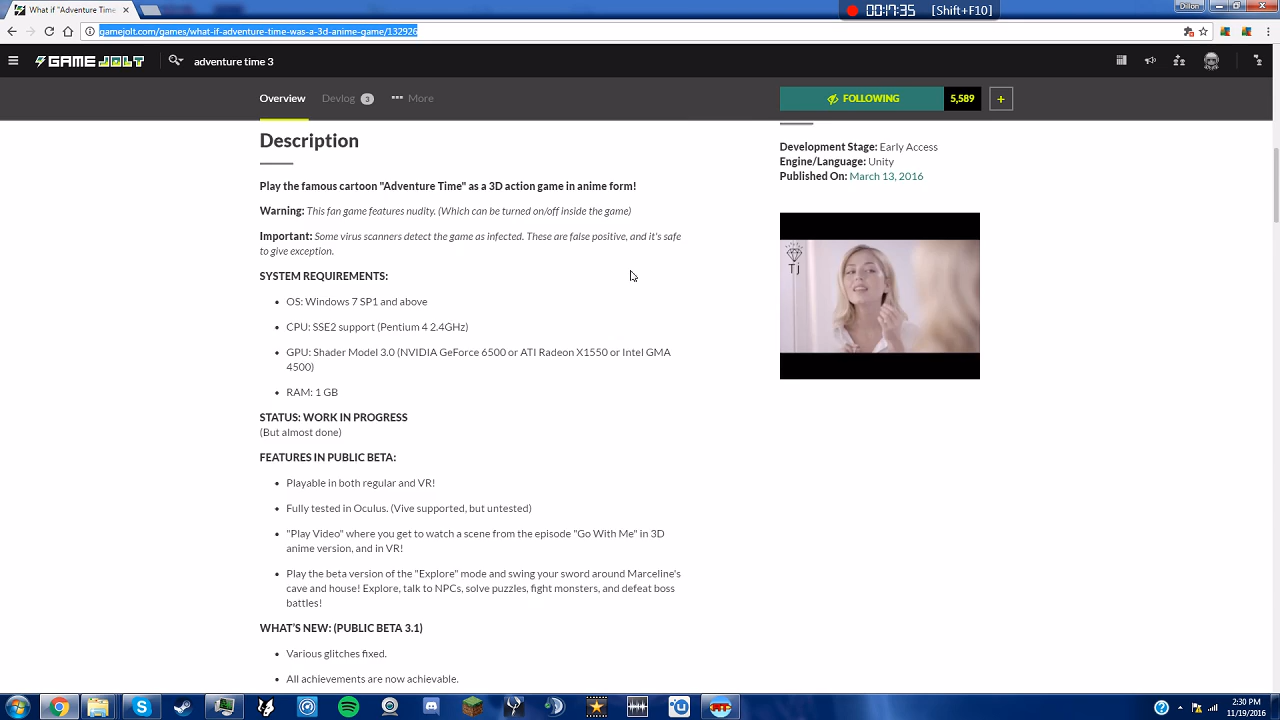 What if "Adventure Time
00:17:35 [Shift+F10]
Dillon
gamejolt.com/games/what-if-adventure-time-was-a-3d-anime-game/132926
GAME JOLT
adventure time 3
Overview
Devlog 3
More
FOLLOWING 5,589 +
Description
Play the famous cartoon "Adventure Time" as a 3D action game in anime form!
Warning: This fan game features nudity. (Which can be turned on/off inside the game)
Important: Some virus scanners detect the game as infected. These are false positive, and it's safe
to give exception.
SYSTEM REQUIREMENTS:
OS: Windows 7 SP1 and above
CPU: SSE2 support (Pentium 4 2.4GHz)
GPU: Shader Model 3.0 (NVIDIA GeForce 6500 or ATI Radeon X1550 or Intel GMA
4500)
RAM: 1 GB
STATUS: WORK IN PROGRESS
(But almost done)
FEATURES IN PUBLIC BETA:
Playable in both regular and VR!
Fully tested in Oculus. (Vive supported, but untested)
"Play Video" where you get to watch a scene from the episode "Go With Me" in 3D
anime version, and in VR!
Play the beta version of the "Explore" mode and swing your sword around Marceline's
cave and house! Explore, talk to NPCs, solve puzzles, fight monsters, and defeat boss
battles!
WHAT'S NEW: (PUBLIC BETA 3.1)
Various glitches fixed.
All achievements are now achievable.
Development Stage: Early Access
Engine/Language: Unity
Published On: March 13, 2016
Tj
2:30 PM
11/19/2016